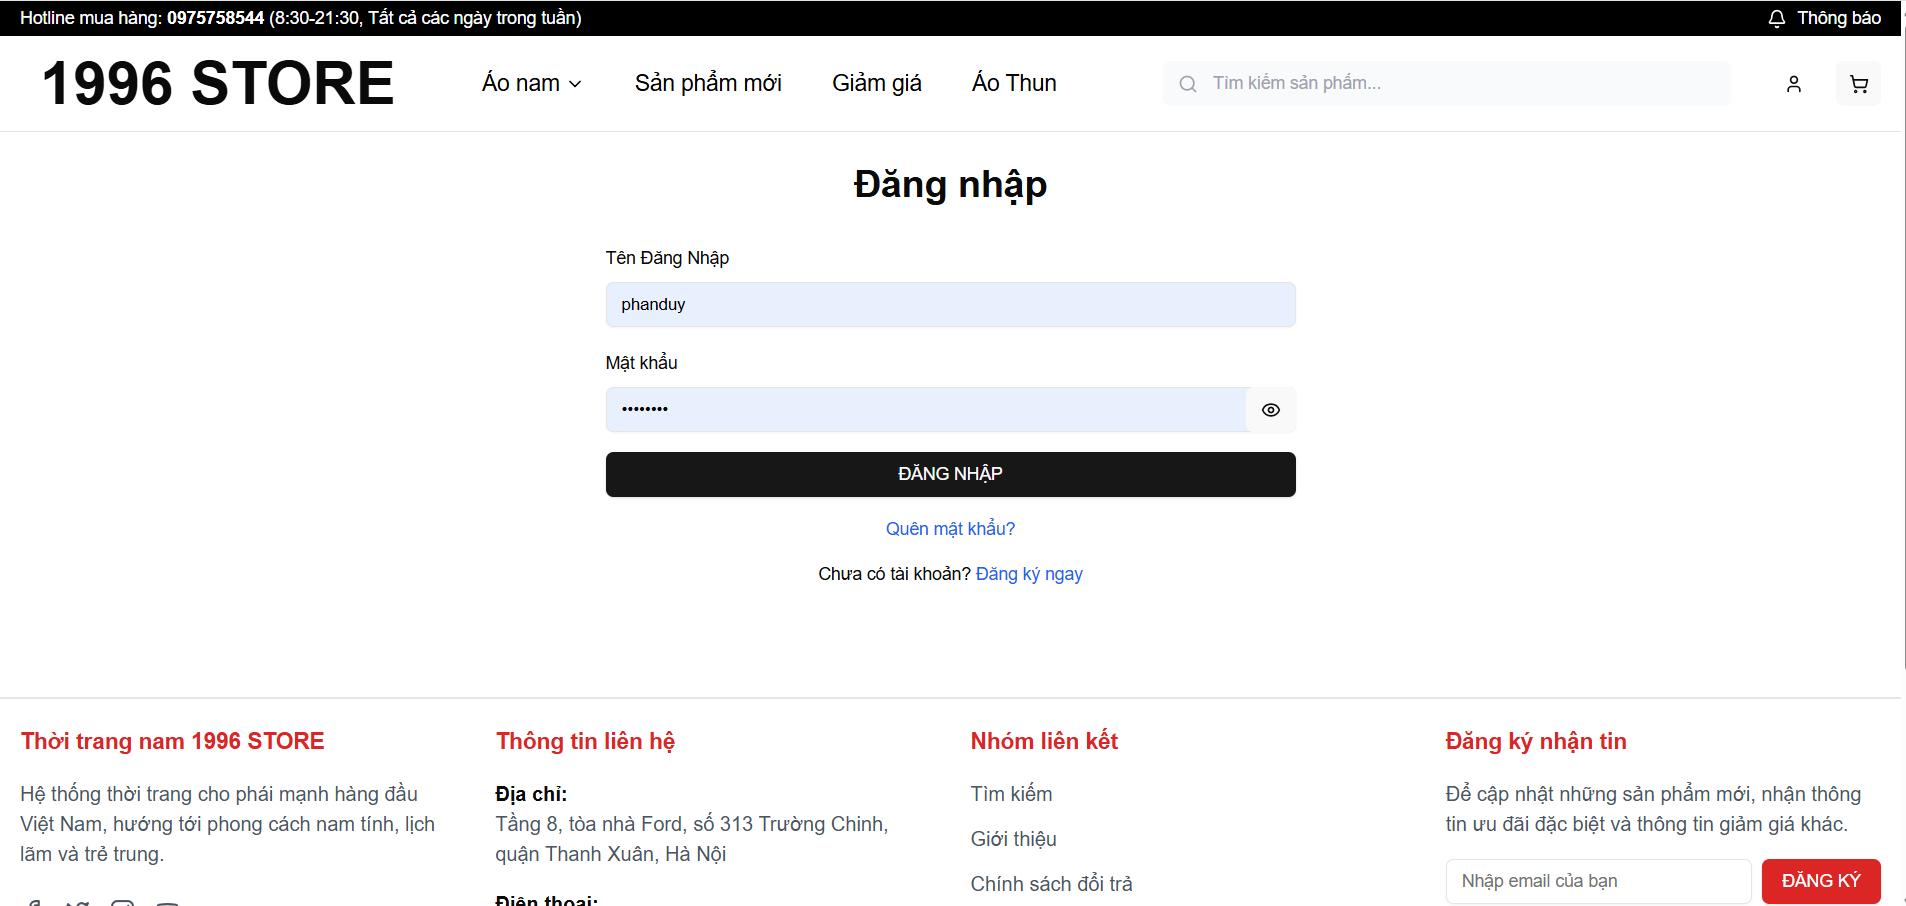 Hotline mua hàng: 0975758544 (8:30-21:30, Tất cả các ngày trong tuần)
Thông báo
1996 STORE
Áo nam
Sản phẩm mới
Giảm giá
Áo Thun
Tìm kiếm sản phẩm...
Đăng nhập
Tên Đăng Nhập
phanduy
Mật khẩu
••••••••
ĐĂNG NHẬP
Quên mật khẩu?
Chưa có tài khoản? Đăng ký ngay
Thời trang nam 1996 STORE
Hệ thống thời trang cho phái mạnh hàng đầu
Việt Nam, hướng tới phong cách nam tính, lịch
lãm và trẻ trung.
Thông tin liên hệ
Địa chỉ:
Tầng 8, tòa nhà Ford, số 313 Trường Chinh,
quận Thanh Xuân, Hà Nội
Điện thoại:
Nhóm liên kết
Tìm kiếm
Giới thiệu
Chính sách đổi trả
Đăng ký nhận tin
Để cập nhật những sản phẩm mới, nhận thông
tin ưu đãi đặc biệt và thông tin giảm giá khác.
Nhập email của bạn
ĐĂNG KÝ